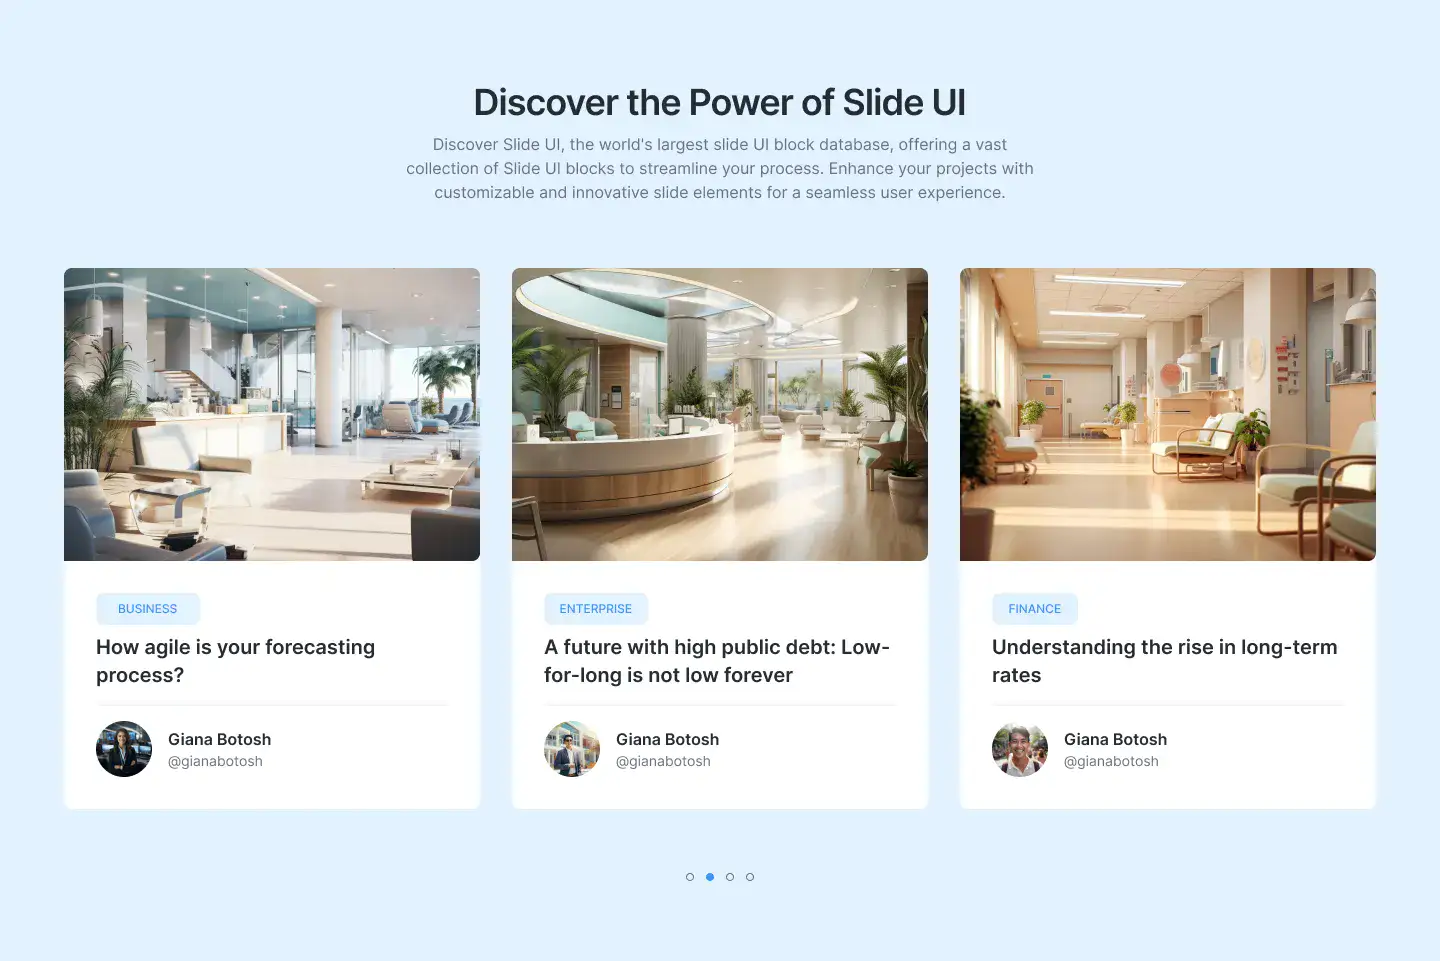 Discover the Power of Slide UI
Discover Slide UI, the world's largest slide UI block database, offering a vast
collection of Slide UI blocks to streamline your process. Enhance your projects with
customizable and innovative slide elements for a seamless user experience.
BUSINESS
How agile is your forecasting
process?
Giana Botosh
@gianabotosh
ENTERPRISE
A future with high public debt: Low-
for-long is not low forever
Giana Botosh
@gianabotosh
FINANCE
Understanding the rise in long-term
rates
Giana Botosh
@gianabotosh